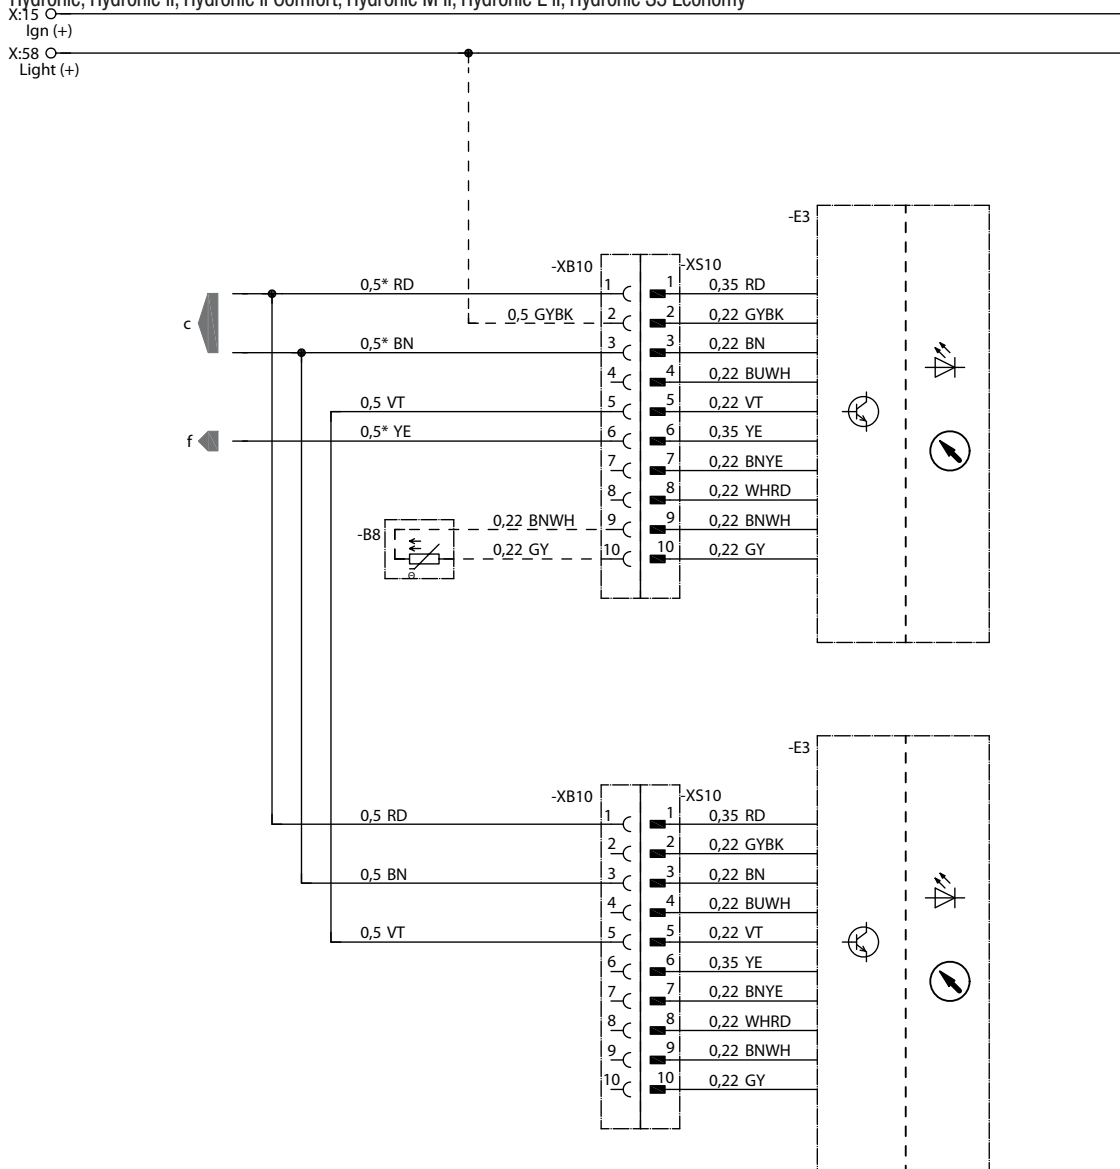 Hydronic, Hydronic II, Hydronic II Comfort, Hydronic M II, Hydronic L II, Hydronic S3 Economy
X:15
Ign (+)
X:58
Light (+)
-E3
-XB10 -XS10
0,5* RD 1 1 0,35 RD
0,5 GYBK 2 2 0,22 GYBK
c
0,5* BN 3 3 0,22 BN
4 4 0,22 BUWH
0,5 VT 5 5 0,22 VT
f 0,5* YE 6 6 0,35 YE
7 7 0,22 BNYE
8 8 0,22 WHRD
-B8 0,22 BNWH 9 9 0,22 BNWH
0,22 GY 10 10 0,22 GY
Θ
-E3
-XB10 -XS10
0,5 RD 1 1 0,35 RD
2 2 0,22 GYBK
0,5 BN 3 3 0,22 BN
4 4 0,22 BUWH
0,5 VT 5 5 0,22 VT
6 6 0,35 YE
7 7 0,22 BNYE
8 8 0,22 WHRD
9 9 0,22 BNWH
10 10 0,22 GY